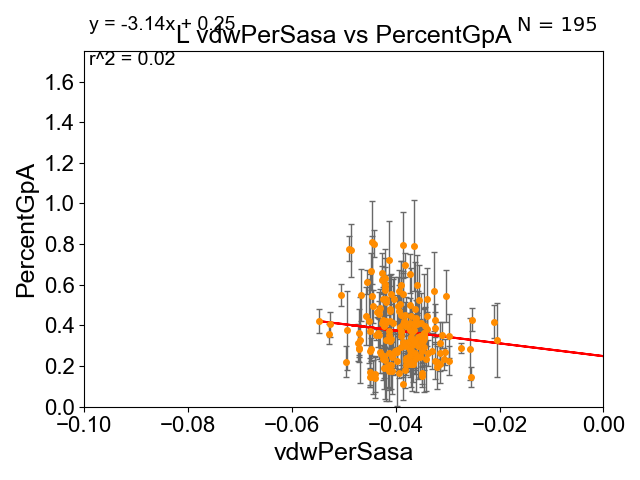 y = -3.14x + 0.25
N = 195
L vdwPerSasa vs PercentGpA
r^2 = 0.02
PercentGpA
1.6
1.4
1.2
1.0
0.8
0.6
0.4
0.2
0.0
−0.10
−0.08
−0.06
−0.04
−0.02
0.00
vdwPerSasa